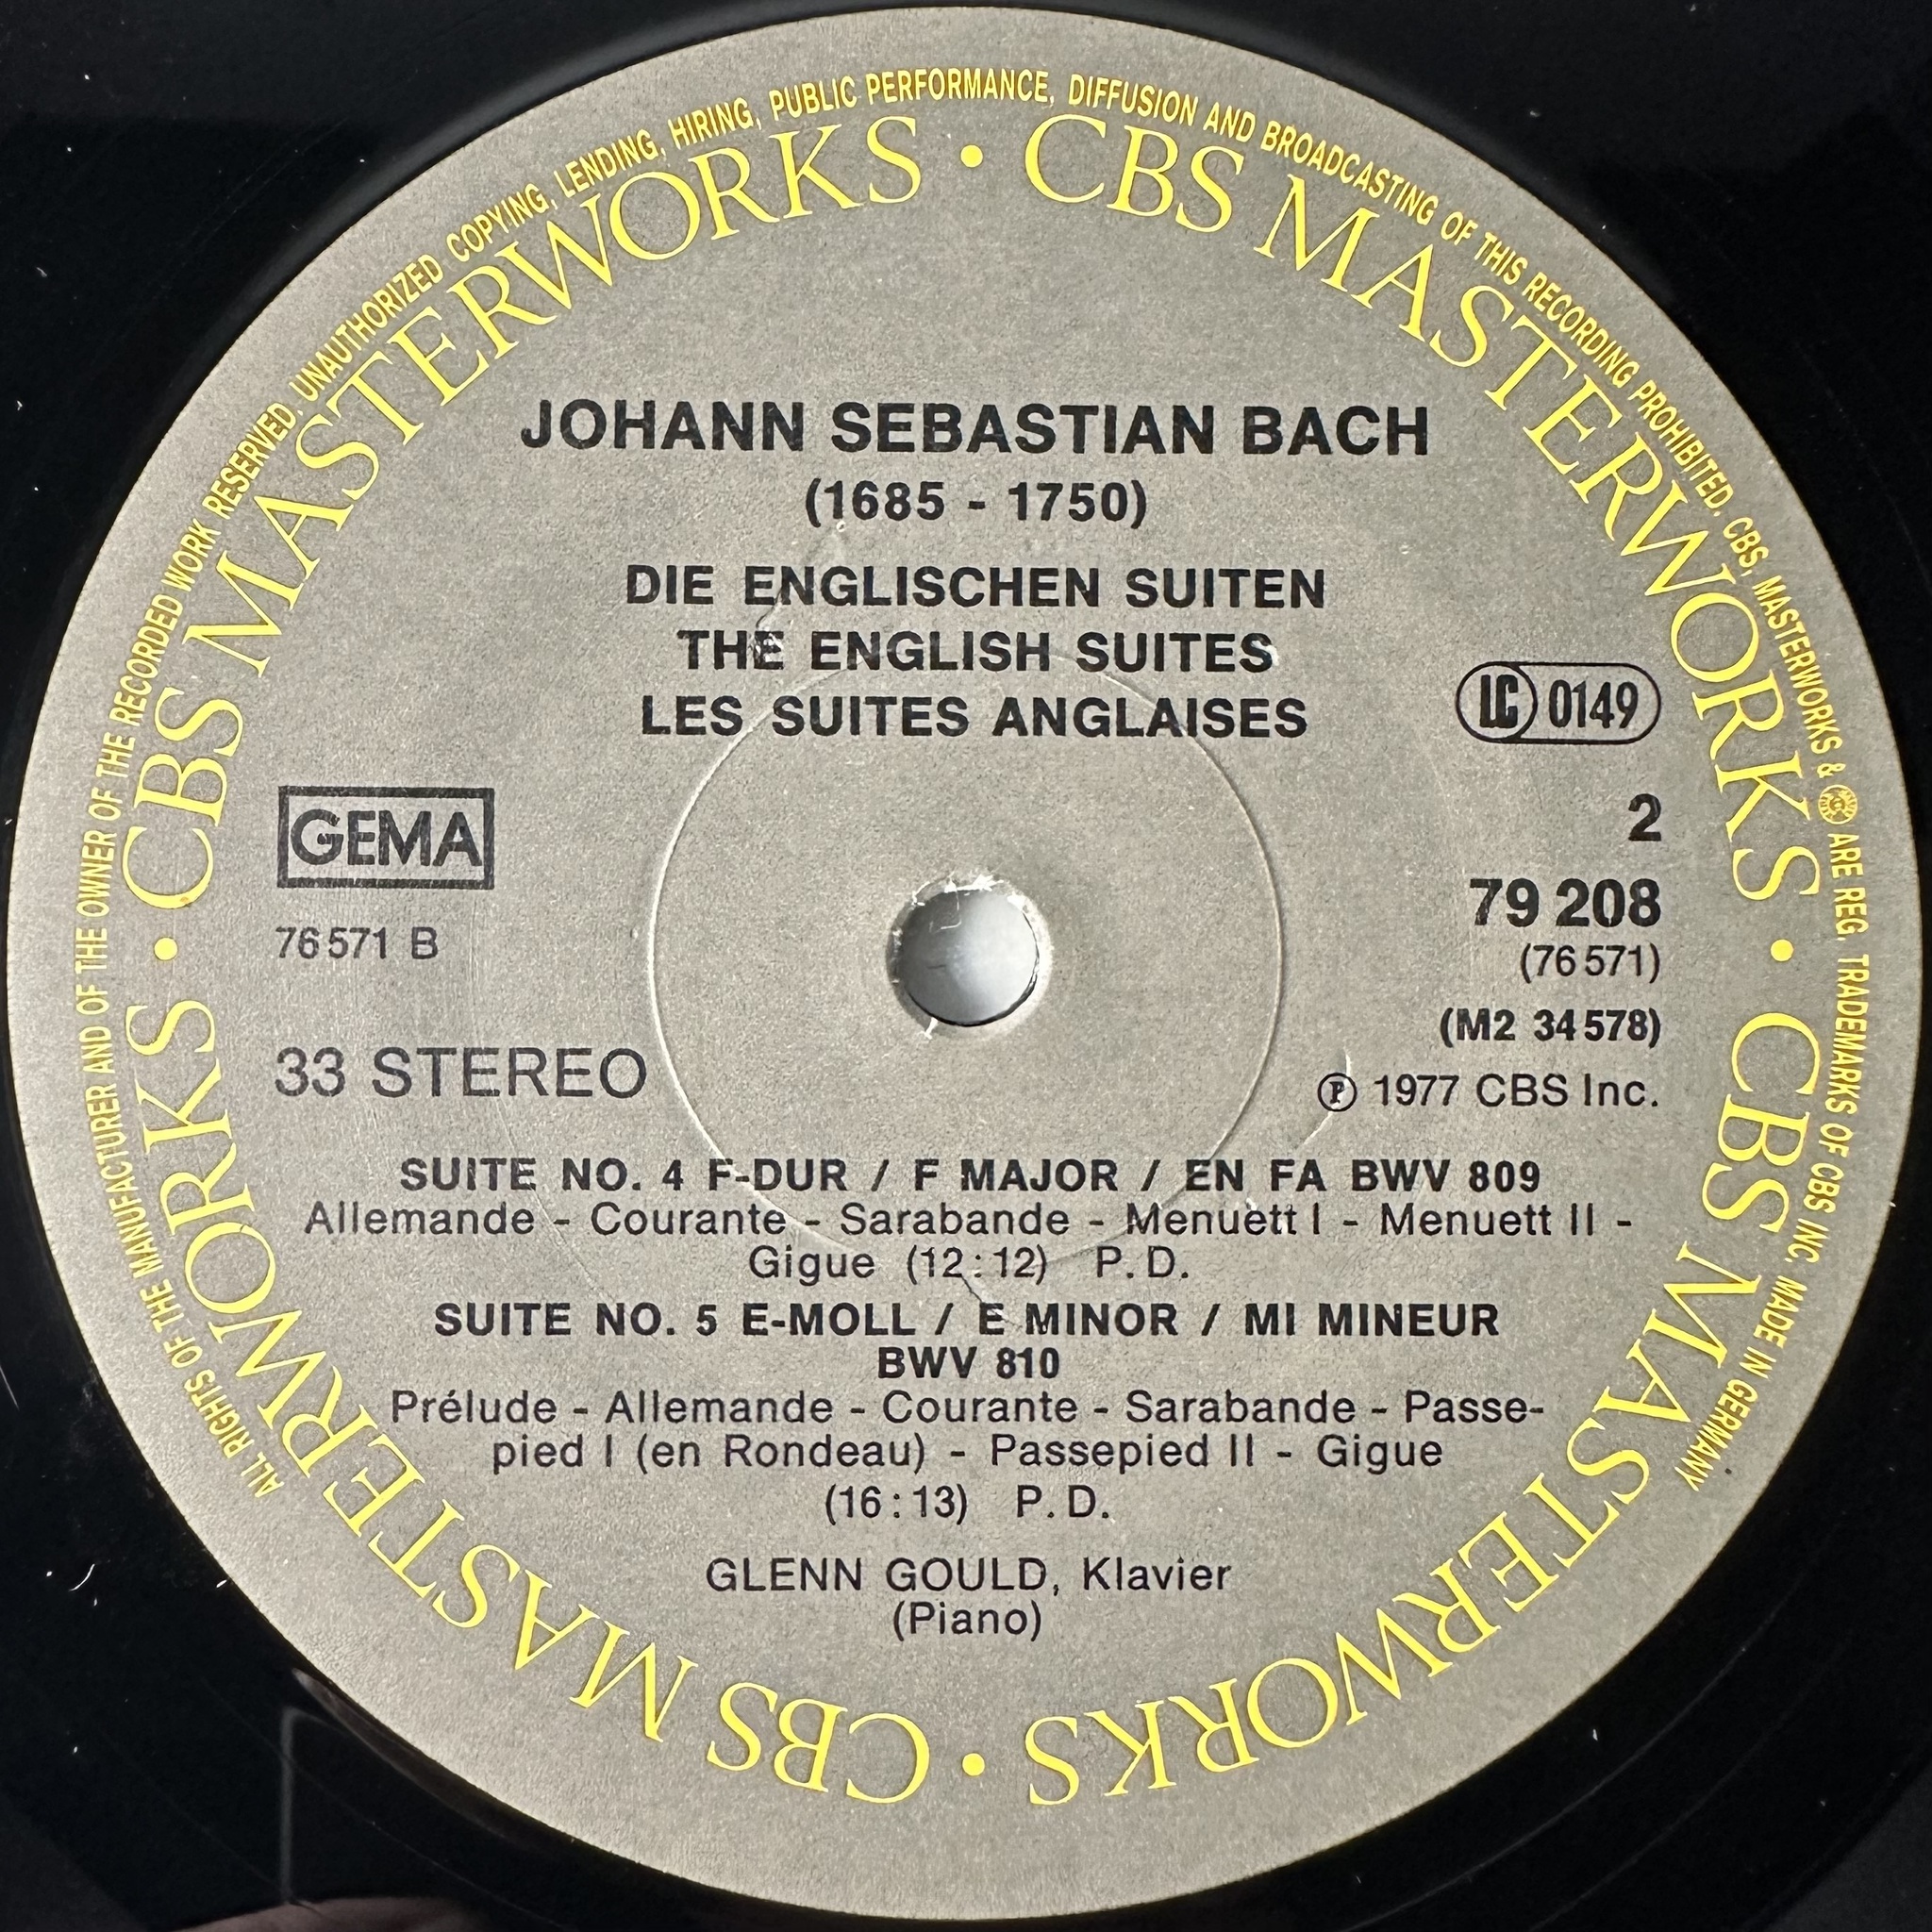 ALL RIGHTS OF THE MANUFACTURER AND OF THE OWNER OF THE RECORDED WORK RESERVED. UNAUTHORIZED COPYING, LENDING, HIRING, PUBLIC PERFORMANCE, DIFFUSION AND BROADCASTING OF THIS RECORDING PROHIBITED. CBS, MASTERWORKS & ARE REG. TRADEMARKS OF CBS INC. MADE IN GERMANY
CBS MASTERWORKS • CBS MASTERWORKS • CBS MASTERWORKS • CBS MASTERWORKS •
JOHANN SEBASTIAN BACH
(1685 - 1750)
DIE ENGLISCHEN SUITEN
THE ENGLISH SUITES
LES SUITES ANGLAISES
LC 0149
GEMA
76 571 B
33 STEREO
2
79 208
(76 571)
(M2 34 578)
℗ 1977 CBS Inc.
SUITE NO. 4 F-DUR / F MAJOR / EN FA BWV 809
Allemande - Courante - Sarabande - Menuett I - Menuett II -
Gigue (12:12) P.D.
SUITE NO. 5 E-MOLL / E MINOR / MI MINEUR
BWV 810
Prélude - Allemande - Courante - Sarabande - Passe-
pied I (en Rondeau) - Passepied II - Gigue
(16:13) P.D.
GLENN GOULD, Klavier
(Piano)